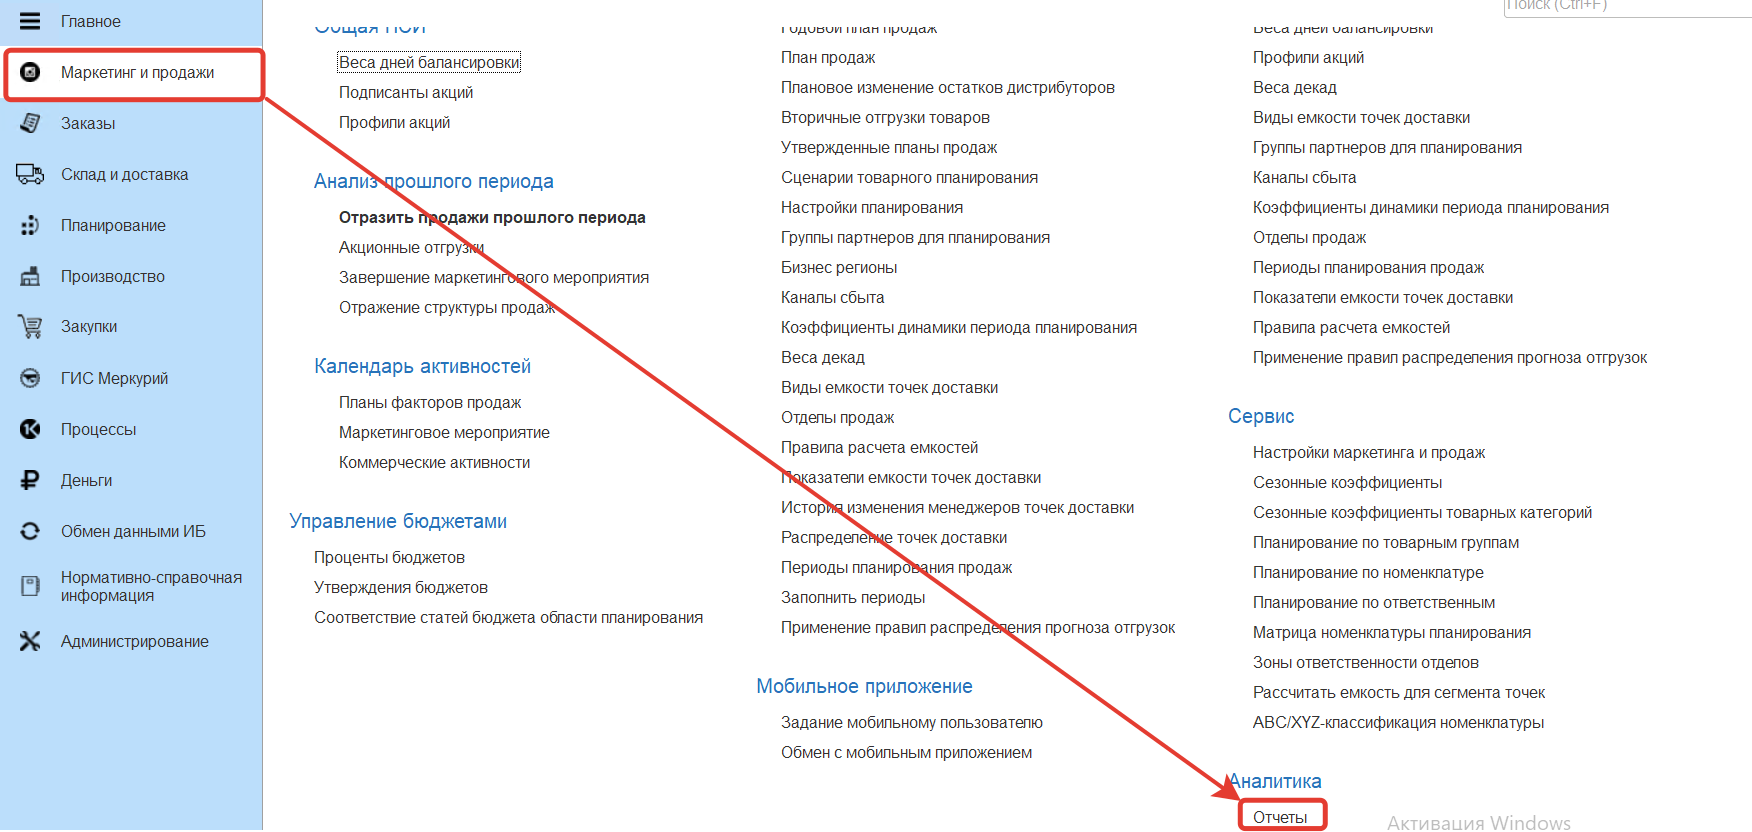 Главное
Маркетинг и продажи
Заказы
Склад и доставка
Планирование
Производство
Закупки
ГИС Меркурий
Процессы
Деньги
Обмен данными ИБ
Нормативно-справочная
информация
Администрирование
Общая НСИ
Веса дней балансировки
Подписанты акций
Профили акций
Анализ прошлого периода
Отразить продажи прошлого периода
Акционные отгрузки
Завершение маркетингового мероприятия
Отражение структуры продаж
Календарь активностей
Планы факторов продаж
Маркетинговое мероприятие
Коммерческие активности
Управление бюджетами
Проценты бюджетов
Утверждения бюджетов
Соответствие статей бюджета области планирования
Годовой план продаж
План продаж
Плановое изменение остатков дистрибуторов
Вторичные отгрузки товаров
Утвержденные планы продаж
Сценарии товарного планирования
Настройки планирования
Группы партнеров для планирования
Бизнес регионы
Каналы сбыта
Коэффициенты динамики периода планирования
Веса декад
Виды емкости точек доставки
Отделы продаж
Правила расчета емкостей
Показатели емкости точек доставки
История изменения менеджеров точек доставки
Распределение точек доставки
Периоды планирования продаж
Заполнить периоды
Применение правил распределения прогноза отгрузок
Мобильное приложение
Задание мобильному пользователю
Обмен с мобильным приложением
Поиск (Ctrl+F)
Веса дней балансировки
Профили акций
Веса декад
Виды емкости точек доставки
Группы партнеров для планирования
Каналы сбыта
Коэффициенты динамики периода планирования
Отделы продаж
Периоды планирования продаж
Показатели емкости точек доставки
Правила расчета емкостей
Применение правил распределения прогноза отгрузок
Сервис
Настройки маркетинга и продаж
Сезонные коэффициенты
Сезонные коэффициенты товарных категорий
Планирование по товарным группам
Планирование по номенклатуре
Планирование по ответственным
Матрица номенклатуры планирования
Зоны ответственности отделов
Рассчитать емкость для сегмента точек
ABC/XYZ-классификация номенклатуры
Аналитика
Отчеты
Активация Windows